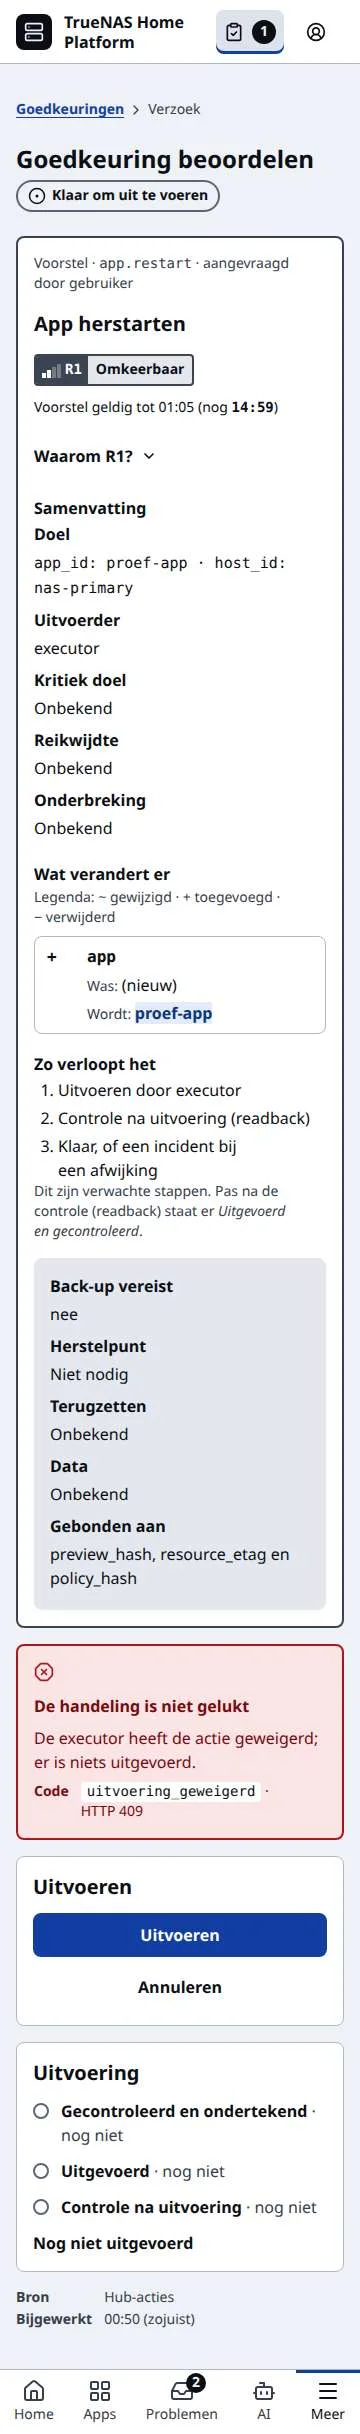 TrueNAS Home
Platform
1
Goedkeuringen > Verzoek
Goedkeuring beoordelen
Klaar om uit te voeren
Voorstel · app.restart · aangevraagd
door gebruiker
App herstarten
R1 Omkeerbaar
Voorstel geldig tot 01:05 (nog 14:59)
Waarom R1?
Samenvatting
Doel
app_id: proef-app · host_id:
nas-primary
Uitvoerder
executor
Kritiek doel
Onbekend
Reikwijdte
Onbekend
Onderbreking
Onbekend
Wat verandert er
Legenda: ~ gewijzigd · + toegevoegd ·
− verwijderd
+ app
Was: (nieuw)
Wordt: proef-app
Zo verloopt het
1. Uitvoeren door executor
2. Controle na uitvoering (readback)
3. Klaar, of een incident bij
een afwijking
Dit zijn verwachte stappen. Pas na de
controle (readback) staat er Uitgevoerd
en gecontroleerd.
Back-up vereist
nee
Herstelpunt
Niet nodig
Terugzetten
Onbekend
Data
Onbekend
Gebonden aan
preview_hash, resource_etag en
policy_hash
De handeling is niet gelukt
De executor heeft de actie geweigerd;
er is niets uitgevoerd.
Code uitvoering_geweigerd ·
HTTP 409
Uitvoeren
Uitvoeren
Annuleren
Uitvoering
Gecontroleerd en ondertekend ·
nog niet
Uitgevoerd · nog niet
Controle na uitvoering · nog niet
Nog niet uitgevoerd
Bron Hub-acties
Bijgewerkt 00:50 (zojuist)
2
Home Apps Problemen AI Meer